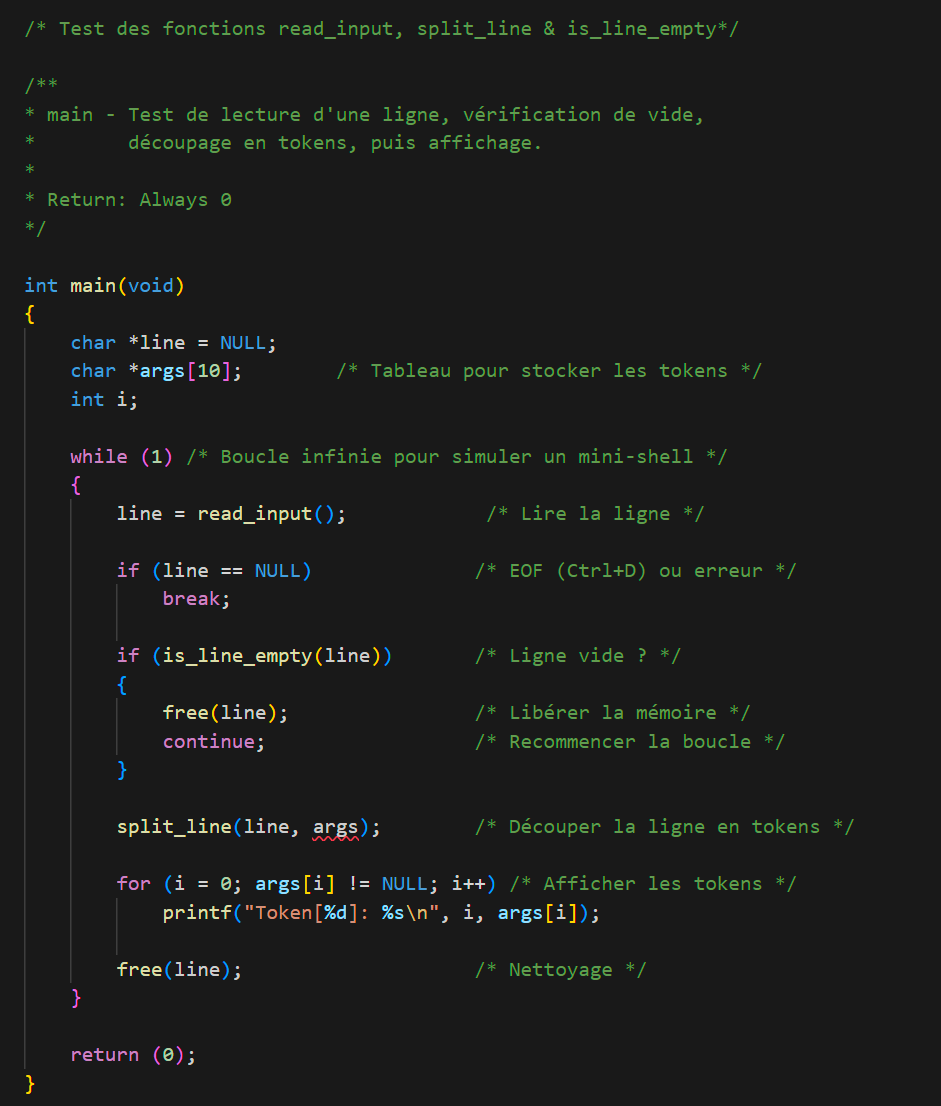 /* Test des fonctions read_input, split_line & is_line_empty*/
/**
* main - Test de lecture d'une ligne, vérification de vide,
*        découpage en tokens, puis affichage.
*
* Return: Always 0
*/
int main(void)
{
    char *line = NULL;
    char *args[10];        /* Tableau pour stocker les tokens */
    int i;
    while (1) /* Boucle infinie pour simuler un mini-shell */
    {
        line = read_input();            /* Lire la ligne */
        if (line == NULL)              /* EOF (Ctrl+D) ou erreur */
            break;
        if (is_line_empty(line))       /* Ligne vide ? */
        {
            free(line);                /* Libérer la mémoire */
            continue;                  /* Recommencer la boucle */
        }
        split_line(line, args);        /* Découper la ligne en tokens */
        for (i = 0; args[i] != NULL; i++) /* Afficher les tokens */
            printf("Token[%d]: %s\n", i, args[i]);
        free(line);                    /* Nettoyage */
    }
    return (0);
}